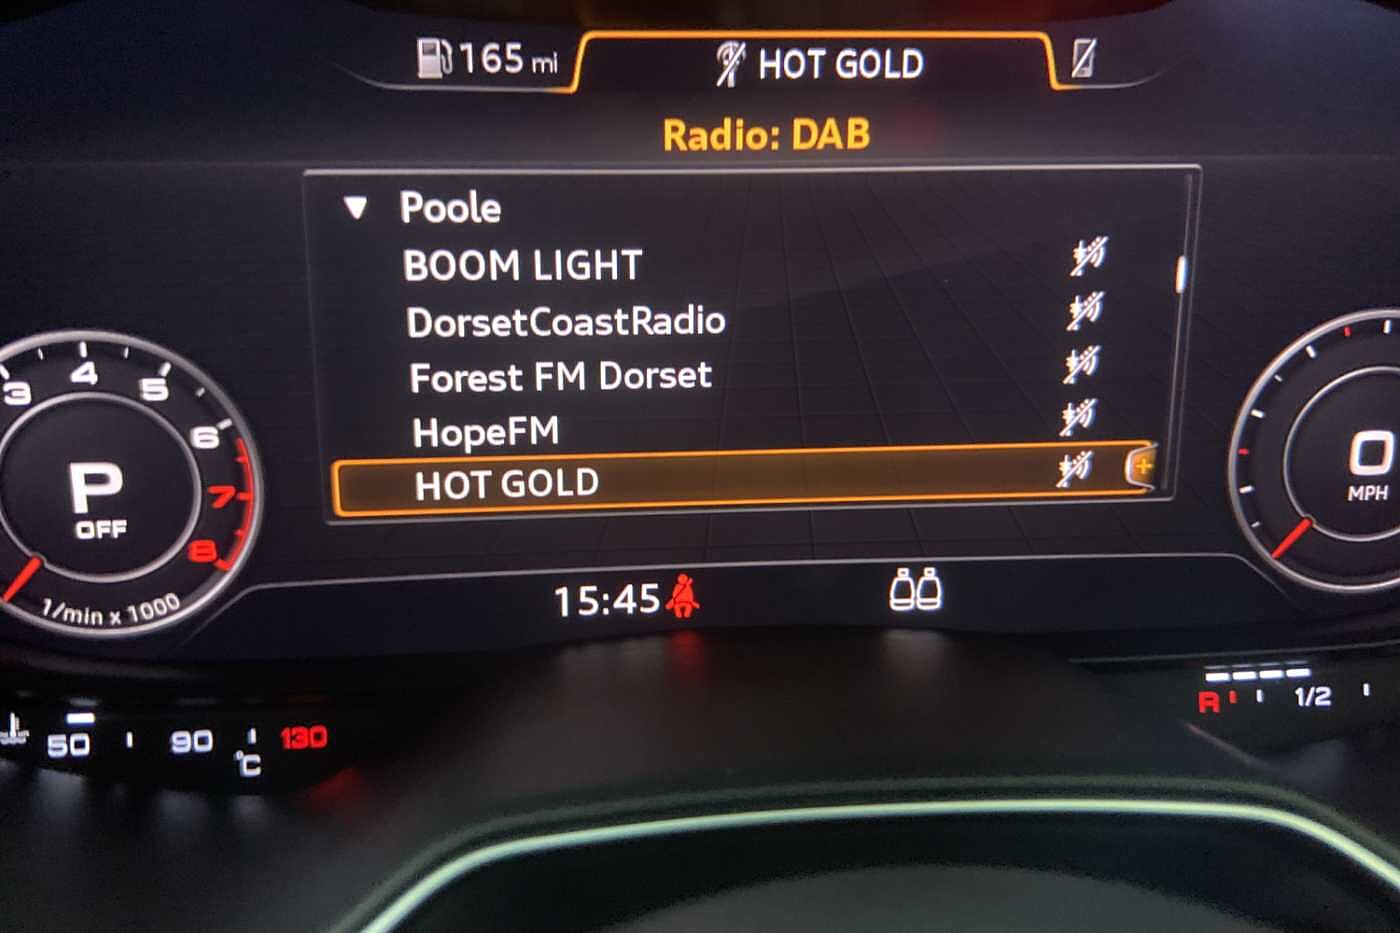 165 mi
HOT GOLD
Radio: DAB
Poole
BOOM LIGHT
DorsetCoastRadio
Forest FM Dorset
HopeFM
HOT GOLD
3 4 5 6 7 8
P
OFF
1/min x 1000
0
MPH
15:45
50 90 130
°C
R 1/2